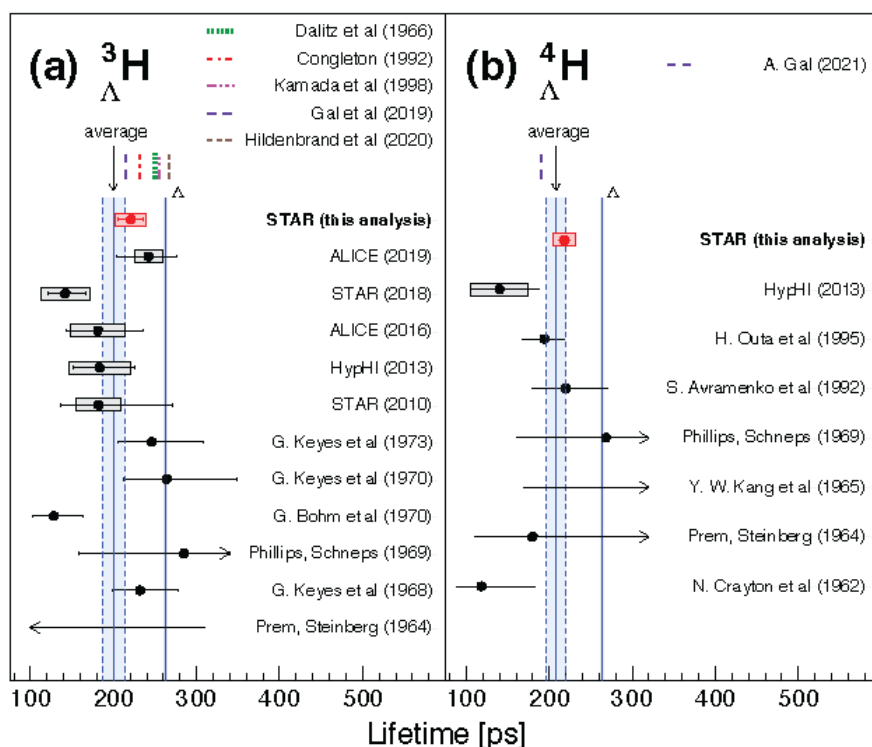 (a) ³H
Λ
Dalitz et al (1966)
Congleton (1992)
Kamada et al (1998)
Gal et al (2019)
Hildenbrand et al (2020)
average
Λ
STAR (this analysis)
ALICE (2019)
STAR (2018)
ALICE (2016)
HypHI (2013)
STAR (2010)
G. Keyes et al (1973)
G. Keyes et al (1970)
G. Bohm et al (1970)
Phillips, Schneps (1969)
G. Keyes et al (1968)
Prem, Steinberg (1964)
100 200 300 400 500
(b) ⁴H
Λ
A. Gal (2021)
average
Λ
STAR (this analysis)
HypHI (2013)
H. Outa et al (1995)
S. Avramenko et al (1992)
Phillips, Schneps (1969)
Y. W. Kang et al (1965)
Prem, Steinberg (1964)
N. Crayton et al (1962)
100 200 300 400 500
Lifetime [ps]